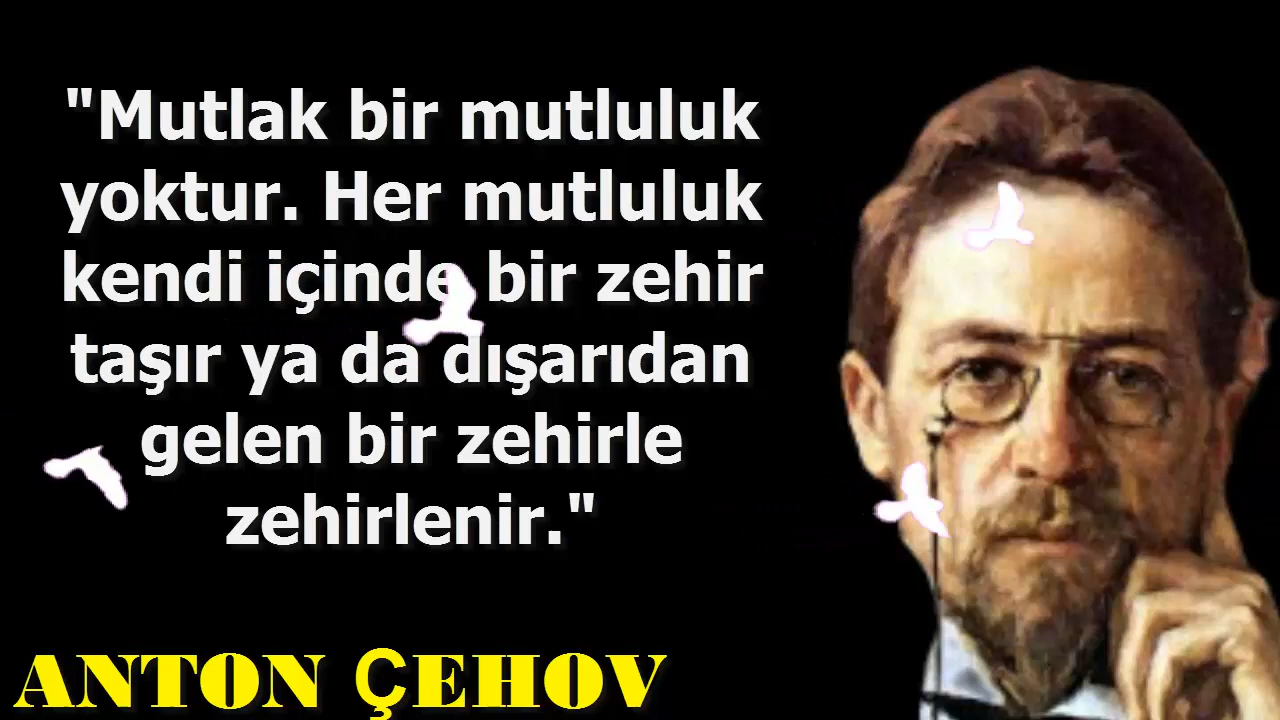 "Mutlak bir mutluluk
yoktur. Her mutluluk
kendi içinde bir zehir
taşır ya da dışarıdan
gelen bir zehirle
zehirlenir."
ANTON ÇEHOV